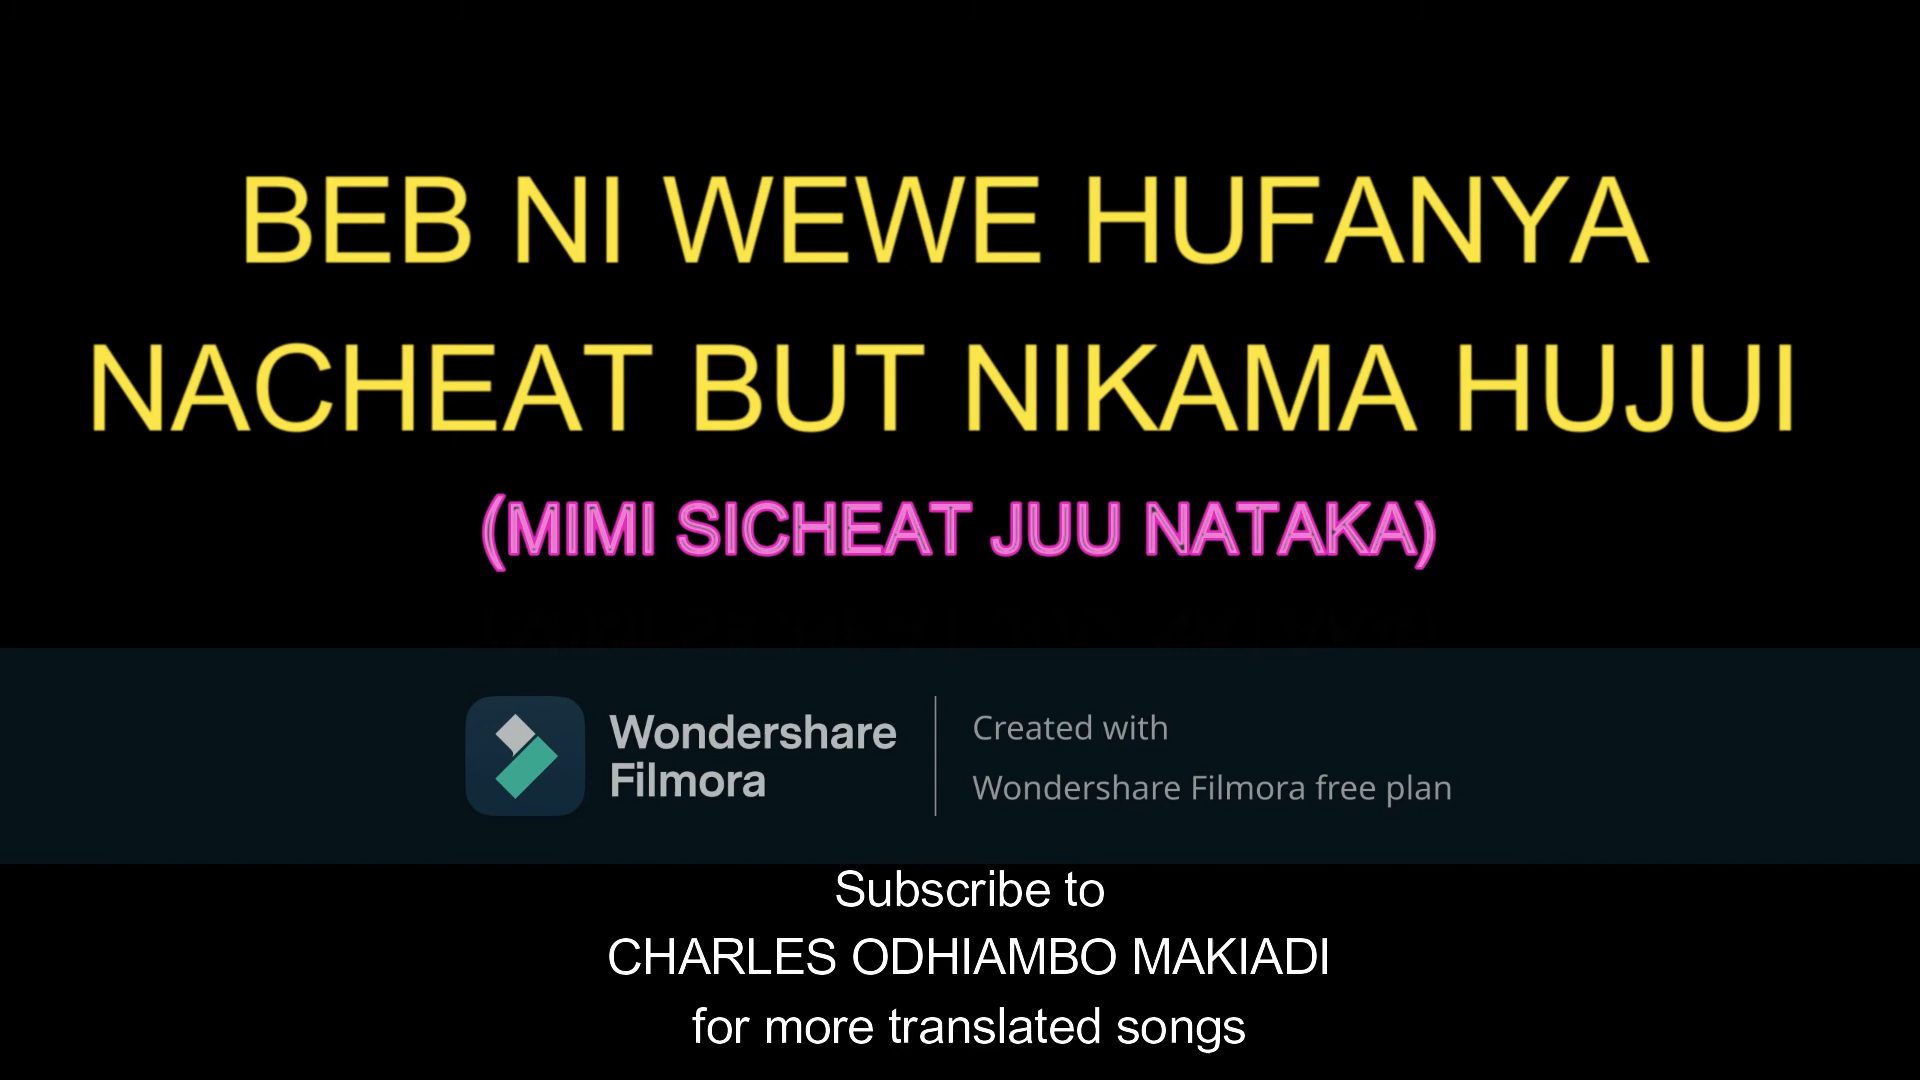 BEB NI WEWE HUFANYA
NACHEAT BUT NIKAMA HUJUI
(MIMI SICHEAT JUU NATAKA)
Wondershare
Filmora
Created with
Wondershare Filmora free plan
Subscribe to
CHARLES ODHIAMBO MAKIADI
for more translated songs